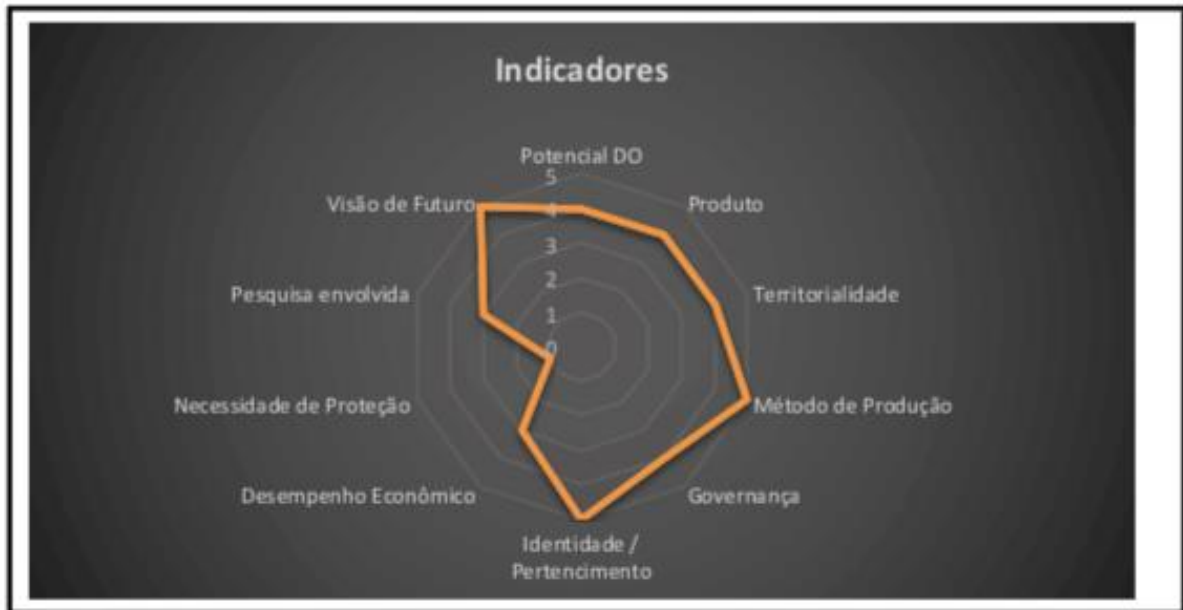 Indicadores
Potencial DO
Produto
Territorialidade
Método de Produção
Governança
Identidade /
Pertencimento
Desempenho Econômico
Necessidade de Proteção
Pesquisa envolvida
Visão de Futuro
5
4
3
2
1
0